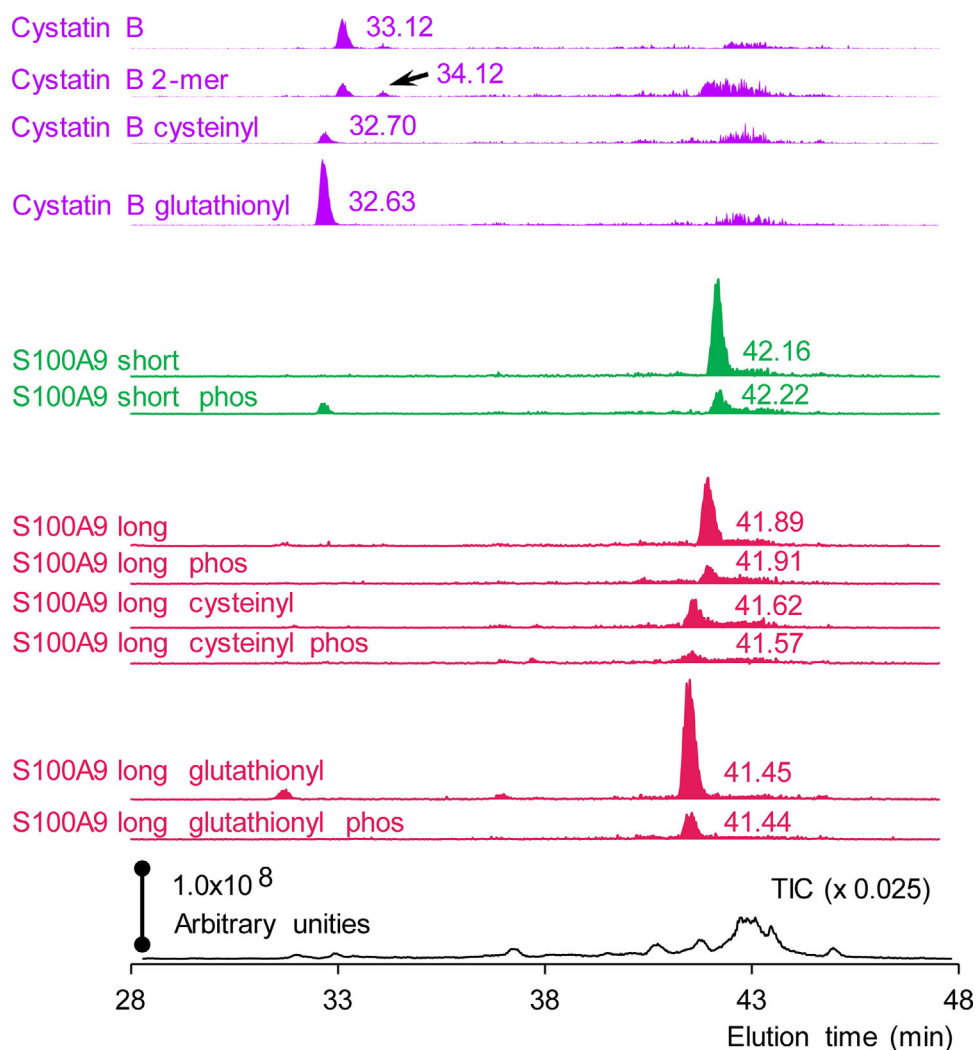 Cystatin B 33.12
Cystatin B 2-mer 34.12
Cystatin B cysteinyl 32.70
Cystatin B glutathionyl 32.63
S100A9 short 42.16
S100A9 short phos 42.22
S100A9 long 41.89
S100A9 long phos 41.91
S100A9 long cysteinyl 41.62
S100A9 long cysteinyl phos 41.57
S100A9 long glutathionyl 41.45
S100A9 long glutathionyl phos 41.44
1.0x10 8 TIC (x 0.025)
Arbitrary unities
28 33 38 43 48
Elution time (min)